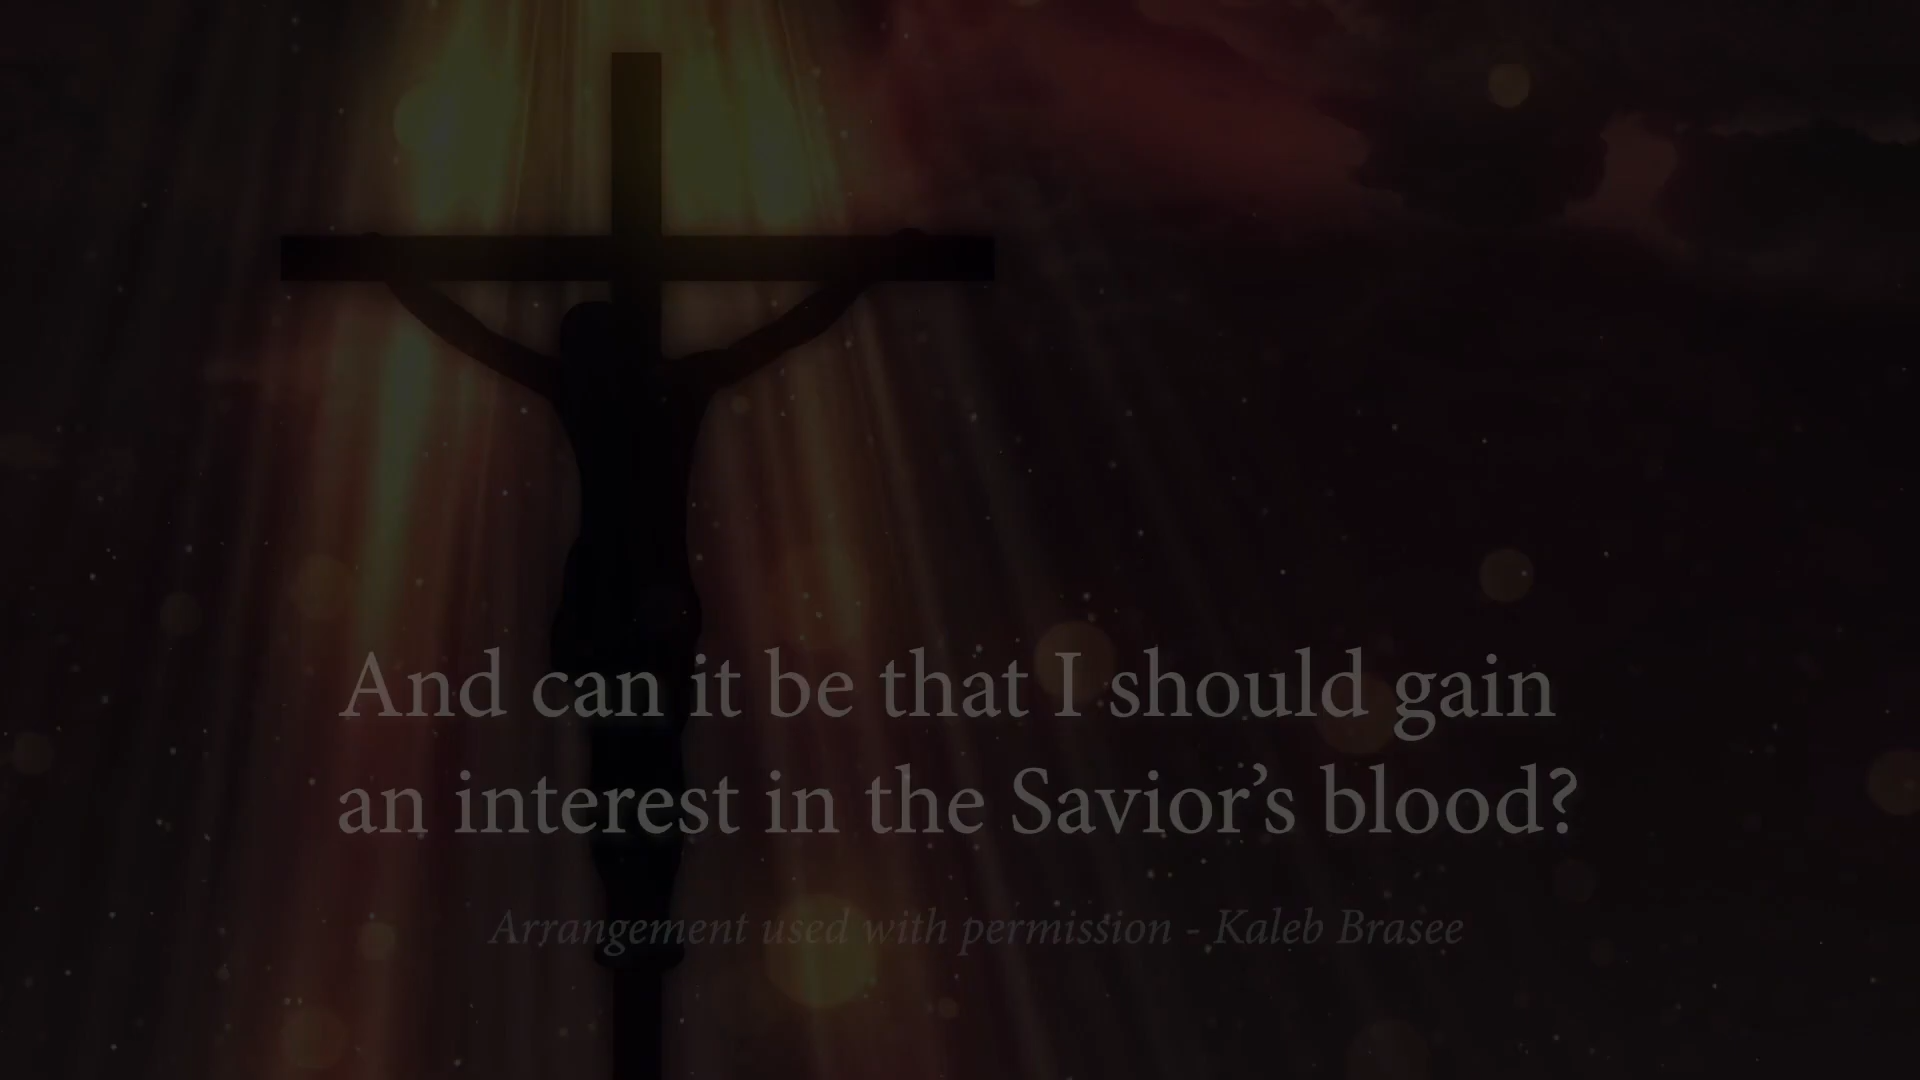 And can it be that I should gain
an interest in the Savior’s blood?
Arrangement used with permission - Kaleb Brasee